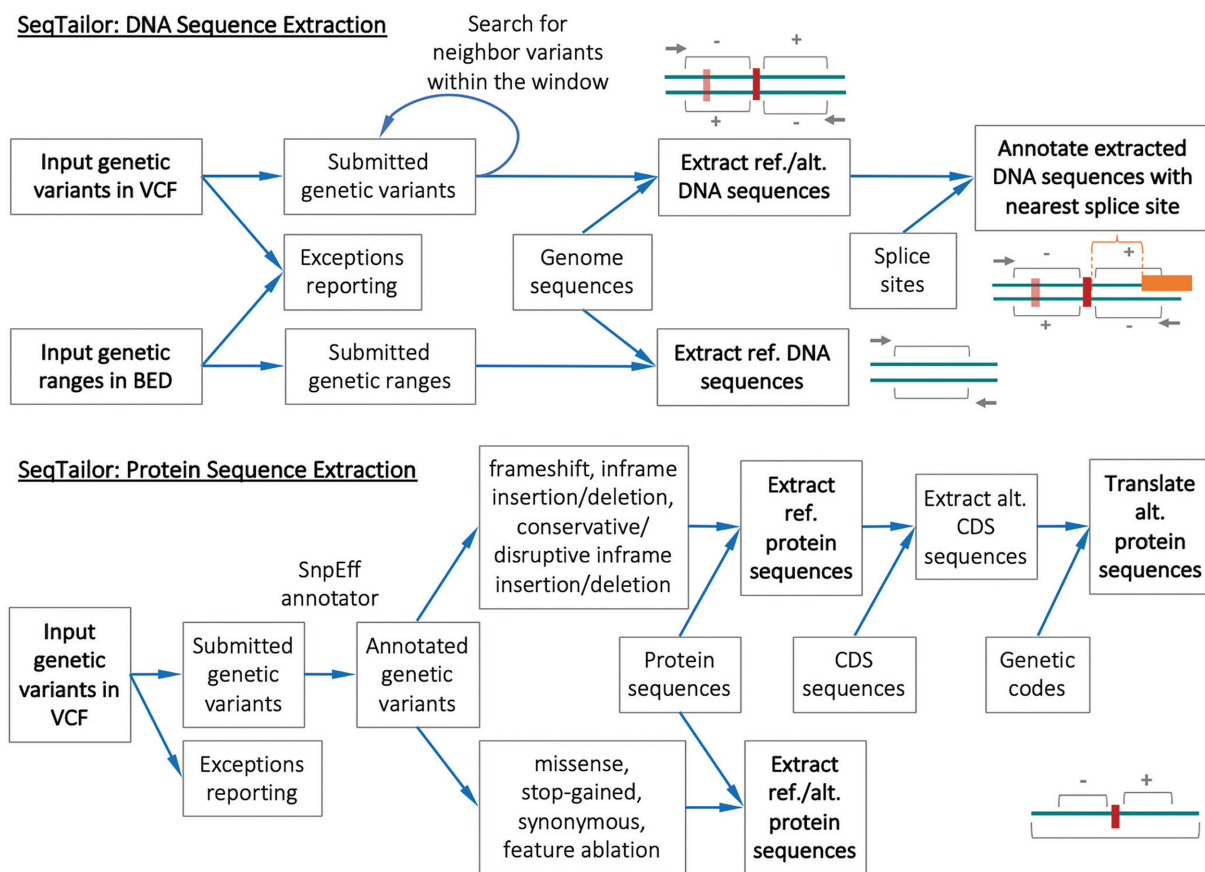 SeqTailor: DNA Sequence Extraction
Search for
neighbor variants
within the window
- +
+ -
Input genetic
variants in VCF
Submitted
genetic variants
Extract ref./alt.
DNA sequences
Annotate extracted
DNA sequences with
nearest splice site
Exceptions
reporting
Genome
sequences
Splice
sites
- +
+ -
Input genetic
ranges in BED
Submitted
genetic ranges
Extract ref. DNA
sequences
SeqTailor: Protein Sequence Extraction
frameshift, inframe
insertion/deletion,
conservative/
disruptive inframe
insertion/deletion
Extract
ref.
protein
sequences
Extract alt.
CDS
sequences
Translate
alt.
protein
sequences
SnpEff
annotator
Input
genetic
variants in
VCF
Submitted
genetic
variants
Annotated
genetic
variants
Protein
sequences
CDS
sequences
Genetic
codes
Exceptions
reporting
missense,
stop-gained,
synonymous,
feature ablation
Extract
ref./alt.
protein
sequences
- +